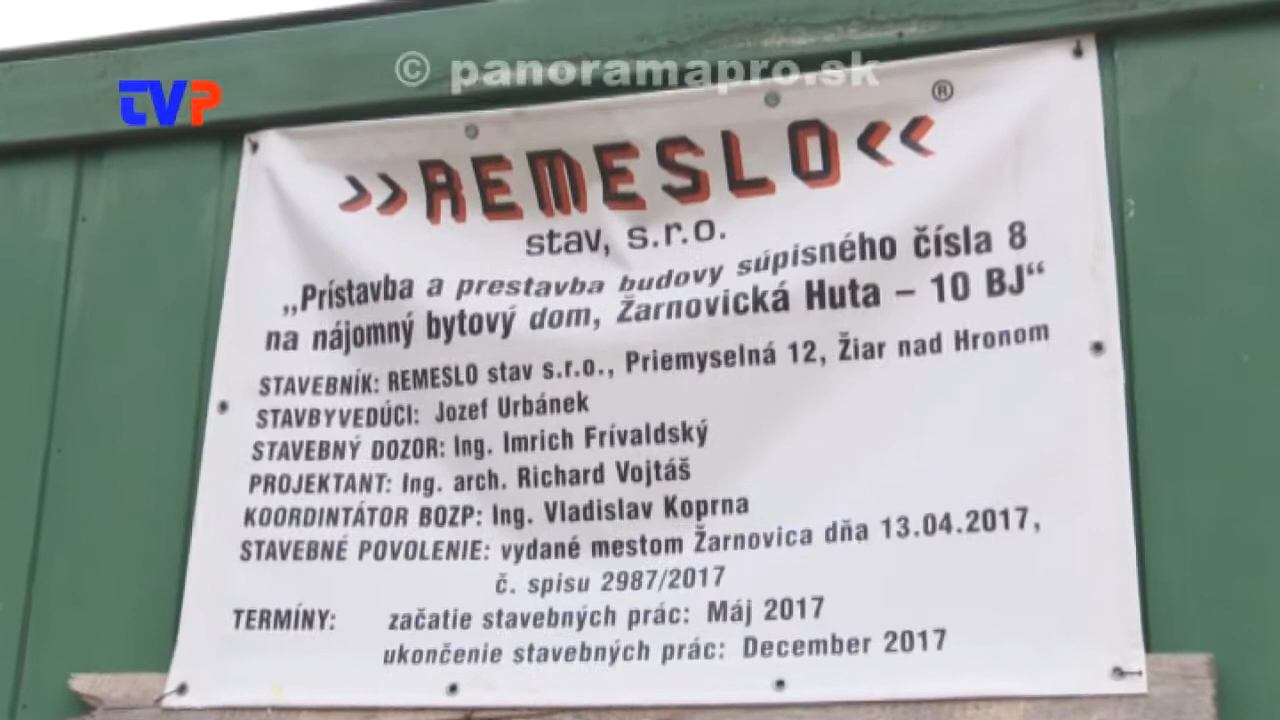 © panoramapro.sk
TVP
»REMESLO« ®
stav, s.r.o.
„Prístavba a prestavba budovy súpisného čísla 8
na nájomný bytový dom, Žarnovická Huta – 10 BJ“
STAVEBNÍK: REMESLO stav s.r.o., Priemyselná 12, Žiar nad Hronom
STAVBYVEDÚCI: Jozef Urbánek
STAVEBNÝ DOZOR: Ing. Imrich Frívaldský
PROJEKTANT: Ing. arch. Richard Vojtáš
KOORDINTÁTOR BOZP: Ing. Vladislav Koprna
STAVEBNÉ POVOLENIE: vydané mestom Žarnovica dňa 13.04.2017,
č. spisu 2987/2017
TERMÍNY: začatie stavebných prác: Máj 2017
ukončenie stavebných prác: December 2017